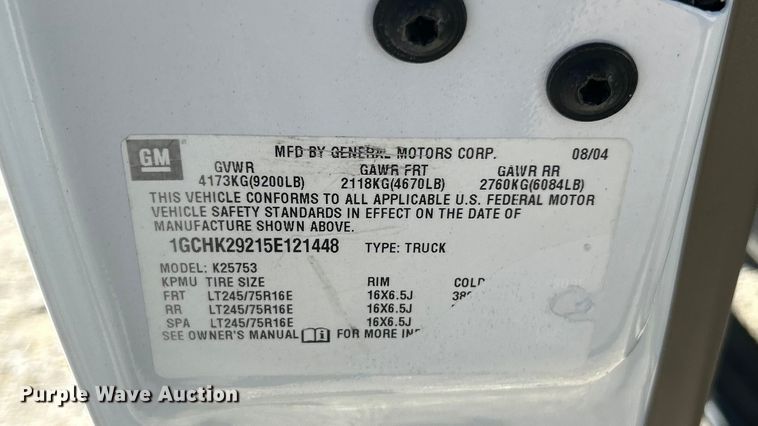 GM
MFD BY GENERAL MOTORS CORP. 08/04
GVWR GAWR FRT GAWR RR
4173KG(9200LB) 2118KG(4670LB) 2760KG(6084LB)
THIS VEHICLE CONFORMS TO ALL APPLICABLE U.S. FEDERAL MOTOR
VEHICLE SAFETY STANDARDS IN EFFECT ON THE DATE OF
MANUFACTURE SHOWN ABOVE.
1GCHK29215E121448 TYPE: TRUCK
MODEL: K25753
KPMU TIRE SIZE RIM COLD
FRT LT245/75R16E 16X6.5J
RR LT245/75R16E 16X6.5J
SPA LT245/75R16E 16X6.5J
SEE OWNER'S MANUAL FOR MORE
Purple Wave Auction